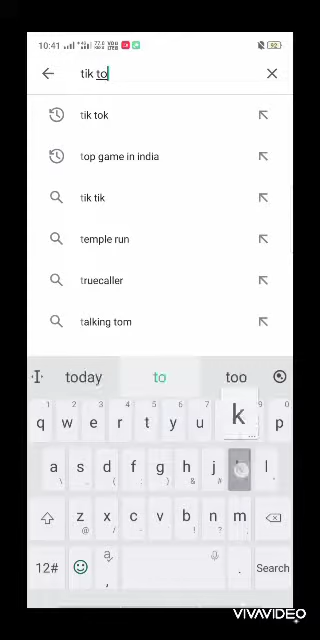 10:41
tik to
tik tok
top game in india
tik tik
temple run
truecaller
talking tom
today to too
1 2 3 4 5 6 7 9 0
q w e r t y u k p
a s d f g h j l
z x c v b n m
12# , . Search
VIVAVIDEO